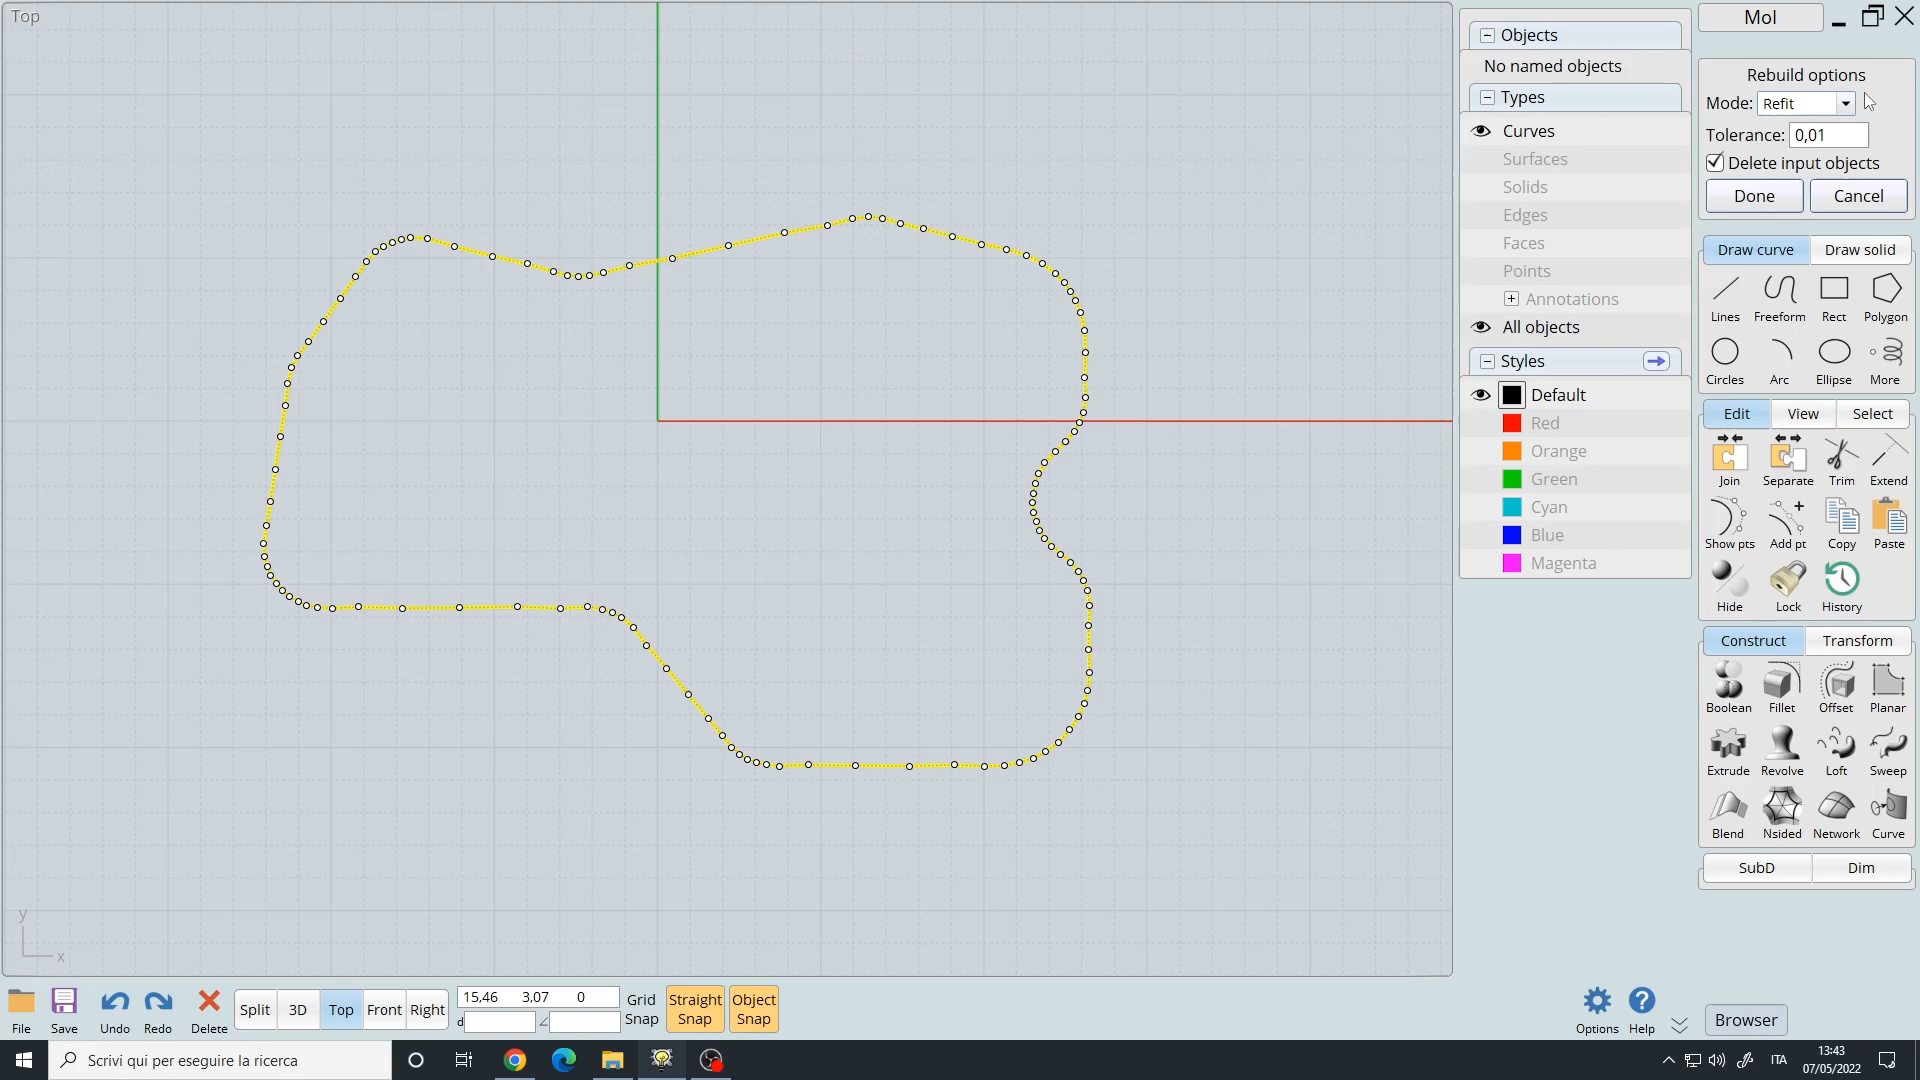 Top
Objects
No named objects
Types
Curves
Surfaces
Solids
Edges
Faces
Points
Annotations
All objects
Styles
Default
Red
Orange
Green
Cyan
Blue
Magenta
MoI
Rebuild options
Mode: Refit
Tolerance: 0,01
Delete input objects
Done Cancel
Draw curve Draw solid
Lines Freeform Rect Polygon
Circles Arc Ellipse More
Edit View Select
Join Separate Trim Extend
Show pts Add pt Copy Paste
Hide Lock History
Construct Transform
Boolean Fillet Offset Planar
Extrude Revolve Loft Sweep
Blend Nsided Network Curve
SubD Dim
y
x
File Save Undo Redo Delete
Split 3D Top Front Right
15,46 3,07 0
d
Grid Snap
Straight Snap
Object Snap
Options Help
Browser
Scrivi qui per eseguire la ricerca
ITA
13:43
07/05/2022